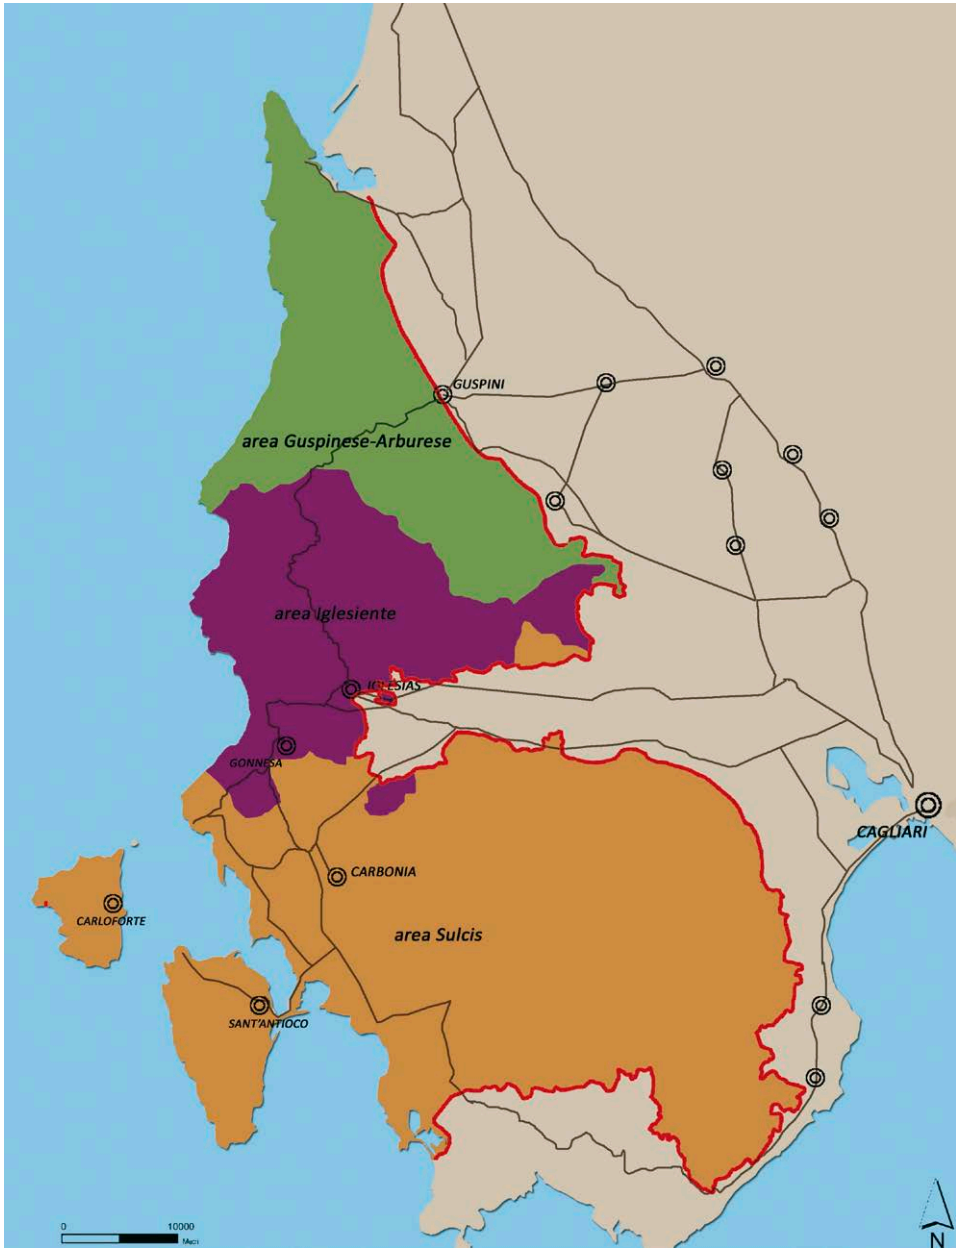 GUSPINI
area Guspinese-Arburese
area Iglesiente
IGLESIAS
GONNESA
CAGLIARI
CARBONIA
CARLOFORTE
area Sulcis
SANT'ANTIOCO
0 10000
N